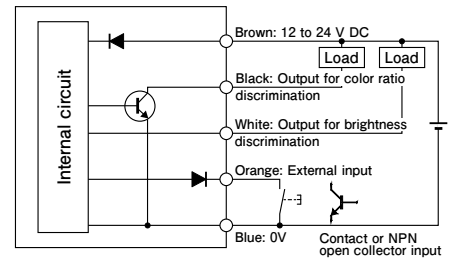 Internal circuit
Brown: 12 to 24 V DC
Load
Load
Black: Output for color ratio
discrimination
White: Output for brightness
discrimination
Orange: External input
Blue: 0V
Contact or NPN
open collector input